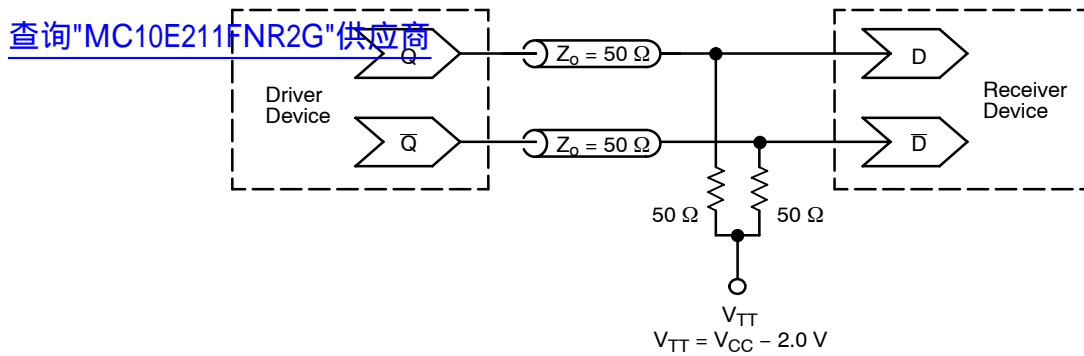 查询"MC10E211FNR2G"供应商
Q
Zo = 50 Ω
D
Driver
Device
Receiver
Device
Q̅
Zo = 50 Ω
D̅
50 Ω
50 Ω
VTT
VTT = VCC − 2.0 V